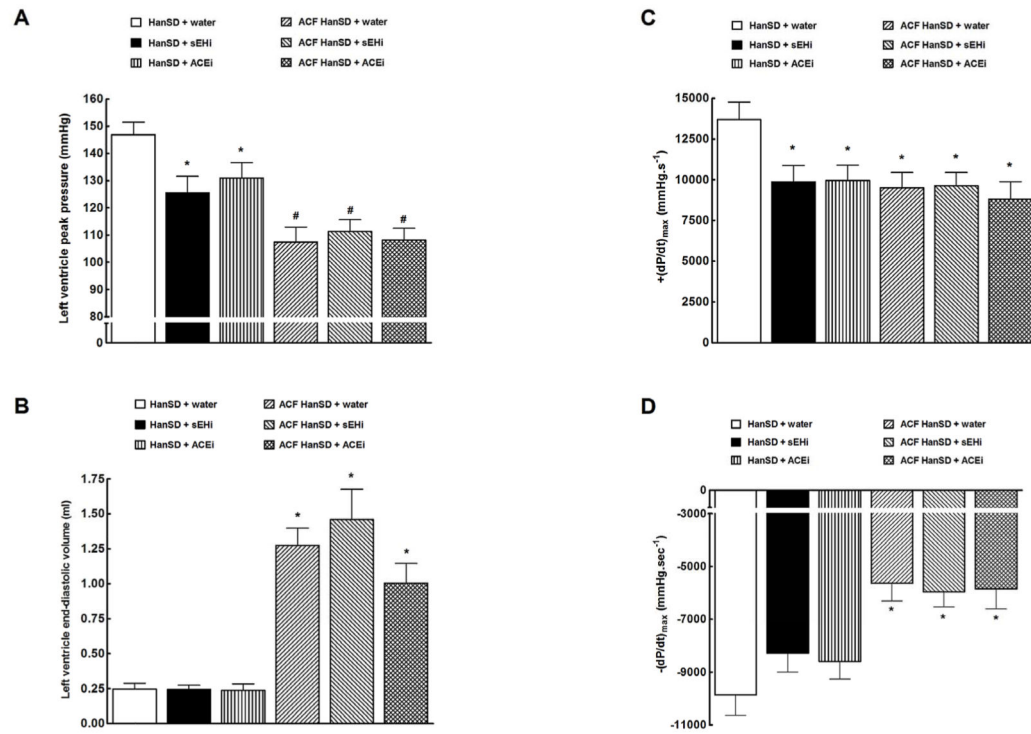 A
HanSD + water
HanSD + sEHi
HanSD + ACEi
ACF HanSD + water
ACF HanSD + sEHi
ACF HanSD + ACEi
Left ventricle peak pressure (mmHg)
160
150
140
130
120
110
100
90
80
0
*
*
#
#
#
B
HanSD + water
HanSD + sEHi
HanSD + ACEi
ACF HanSD + water
ACF HanSD + sEHi
ACF HanSD + ACEi
Left ventricle end-diastolic volume (ml)
1.75
1.50
1.25
1.00
0.75
0.50
0.25
0.00
*
*
*
C
HanSD + water
HanSD + sEHi
HanSD + ACEi
ACF HanSD + water
ACF HanSD + sEHi
ACF HanSD + ACEi
+(dP/dt)max (mmHg.s-1)
15000
12500
10000
7500
5000
2500
0
*
*
*
*
*
D
HanSD + water
HanSD + sEHi
HanSD + ACEi
ACF HanSD + water
ACF HanSD + sEHi
ACF HanSD + ACEi
-(dP/dt)max (mmHg.sec-1)
0
-3000
-5000
-7000
-9000
-11000
*
*
*